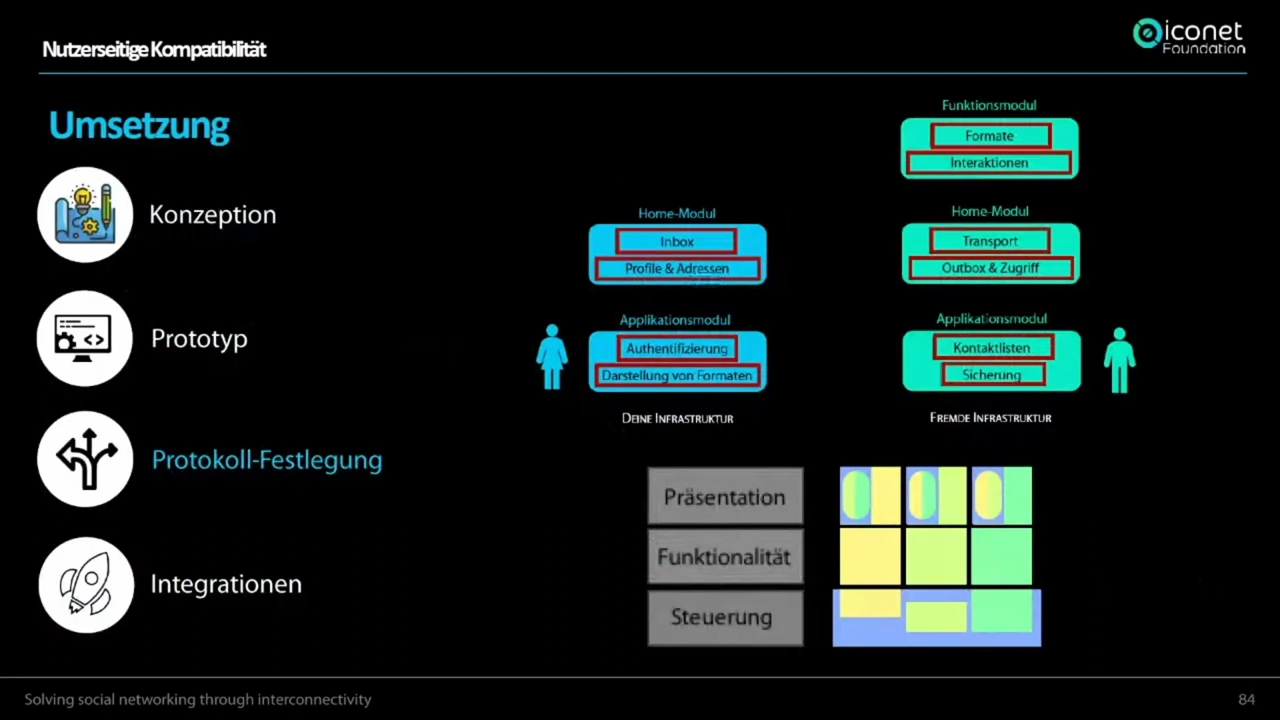 Nutzerseitige Kompatibilität
iconet
Foundation
Umsetzung
Konzeption
Prototyp
Protokoll-Festlegung
Integrationen
Funktionsmodul
Formate
Interaktionen
Home-Modul
Inbox
Profile & Adressen
Home-Modul
Transport
Outbox & Zugriff
Applikationsmodul
Authentifizierung
Darstellung von Formaten
Deine Infrastruktur
Applikationsmodul
Kontaktlisten
Sicherung
Fremde Infrastruktur
Präsentation
Funktionalität
Steuerung
Solving social networking through interconnectivity
84